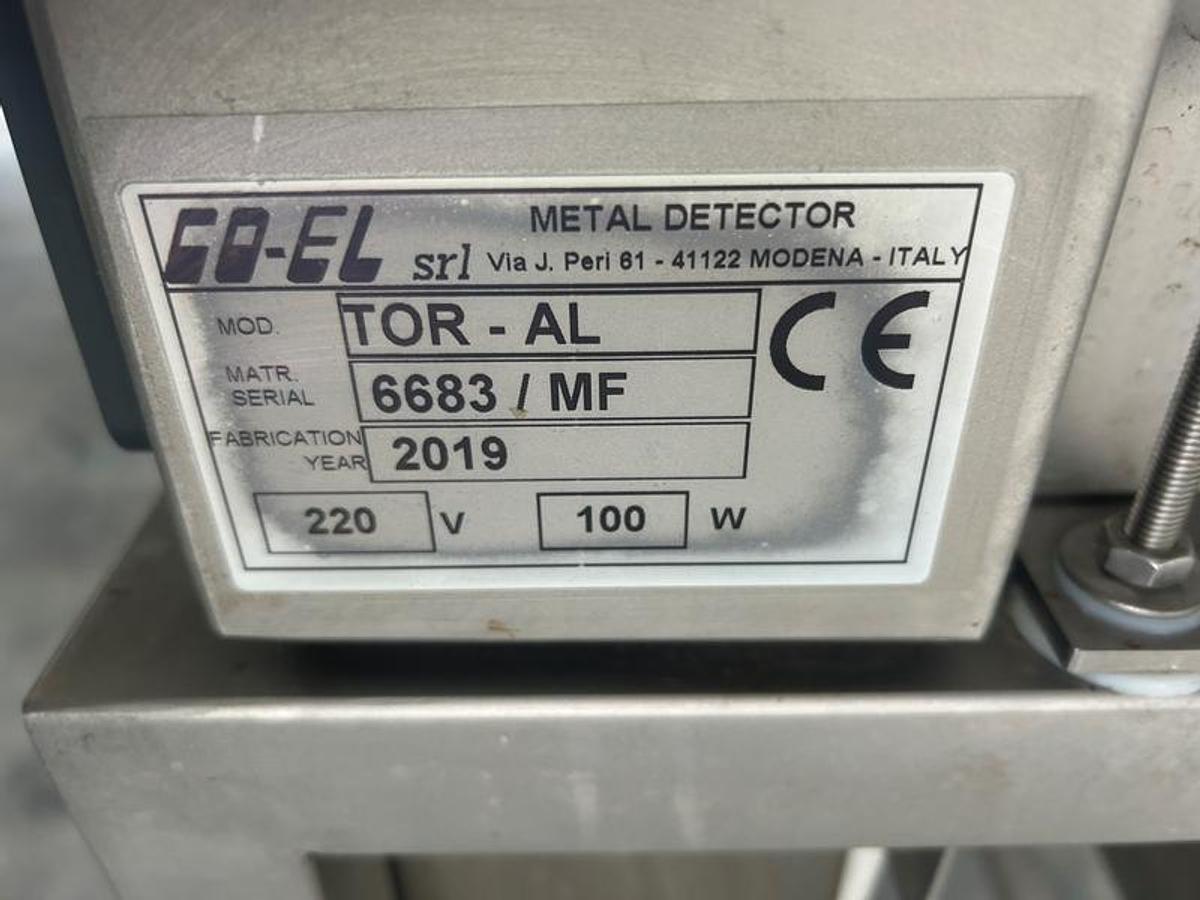 CO-EL srl METAL DETECTOR
Via J. Peri 61 - 41122 MODENA - ITALY
MOD. TOR - AL
CE
MATR. SERIAL 6683 / MF
FABRICATION YEAR 2019
220 V 100 W